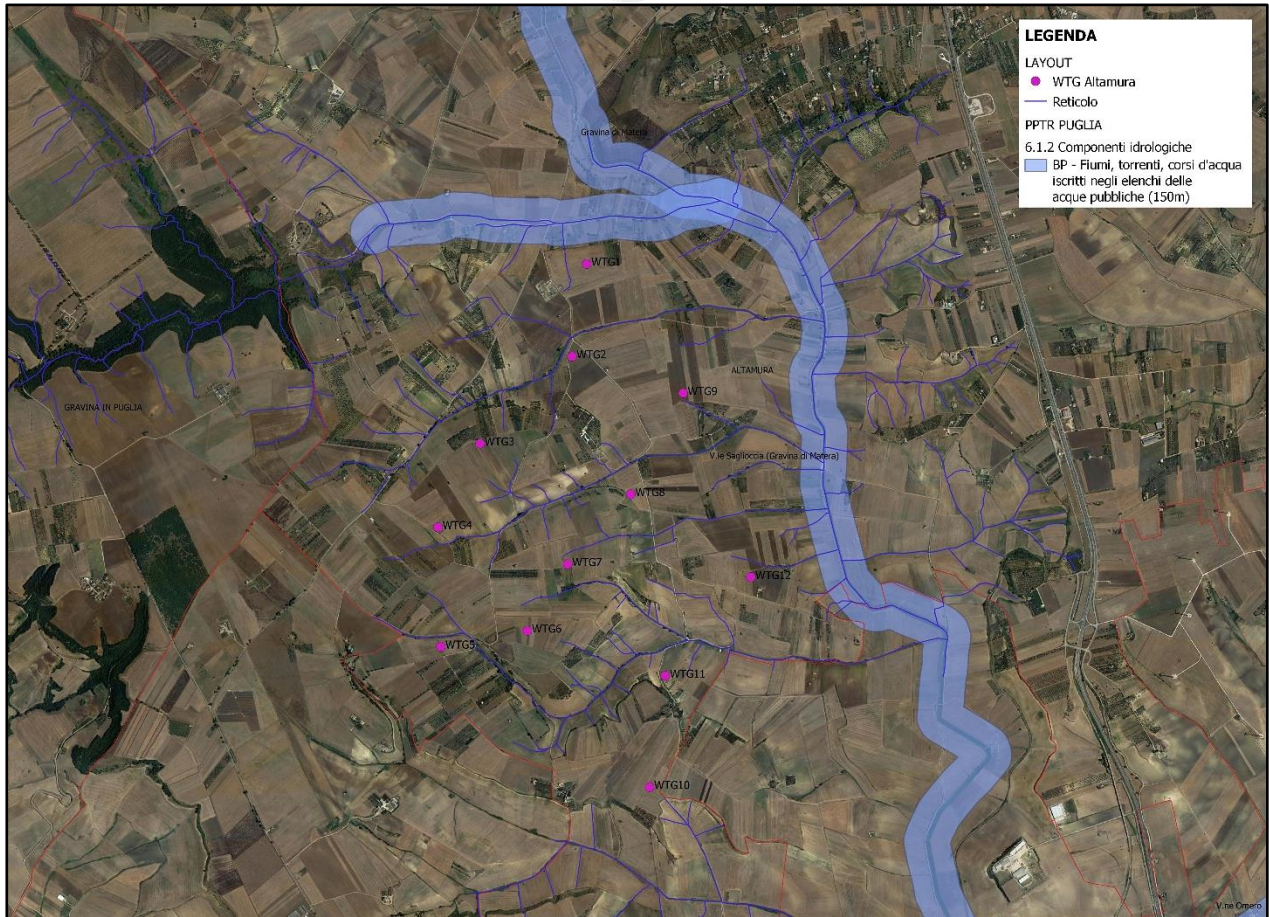 LEGENDA
LAYOUT
WTG Altamura
Reticolo
PPTR PUGLIA
6.1.2 Componenti idrologiche
BP - Fiumi, torrenti, corsi d'acqua
iscritti negli elenchi delle
acque pubbliche (150m)
Gravina di Matera
WTG1
WTG2
ALTAMURA
WTG9
GRAVINA IN PUGLIA
WTG3
V.le Saglioccia (Gravina di Matera)
WTG8
WTG4
WTG7
WTG12
WTG6
WTG5
WTG11
WTG10
V.ne Omero